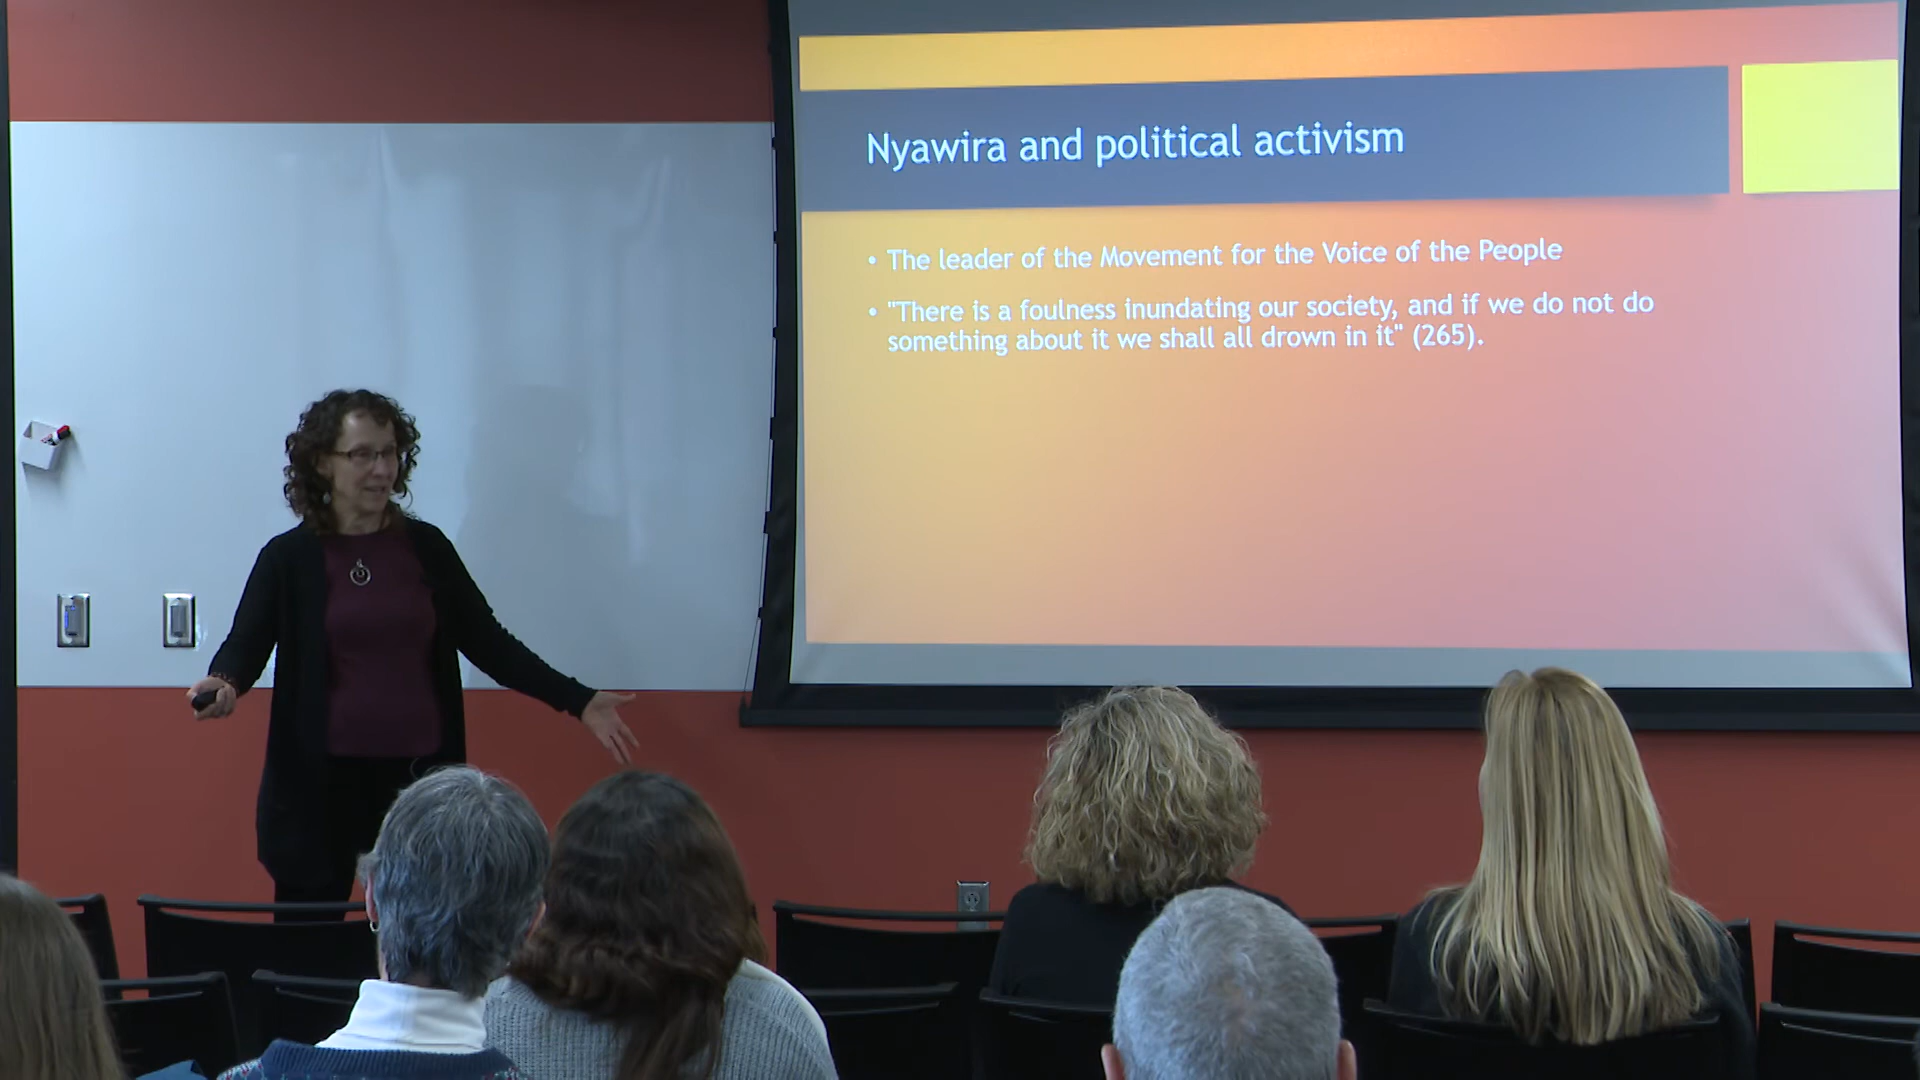 Nyawira and political activism
• The leader of the Movement for the Voice of the People
• "There is a foulness inundating our society, and if we do not do
something about it we shall all drown in it" (265).